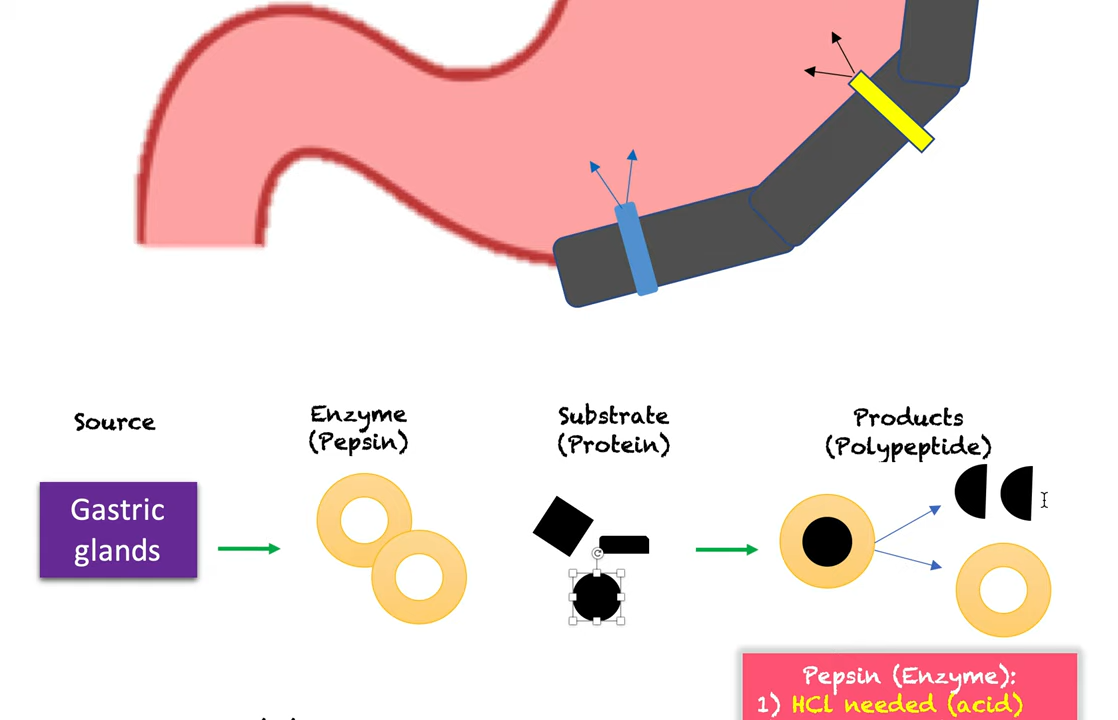 Source
Enzyme
(Pepsin)
Substrate
(Protein)
Products
(Polypeptide)
Gastric
glands
Pepsin (Enzyme):
1) HCl needed (acid)